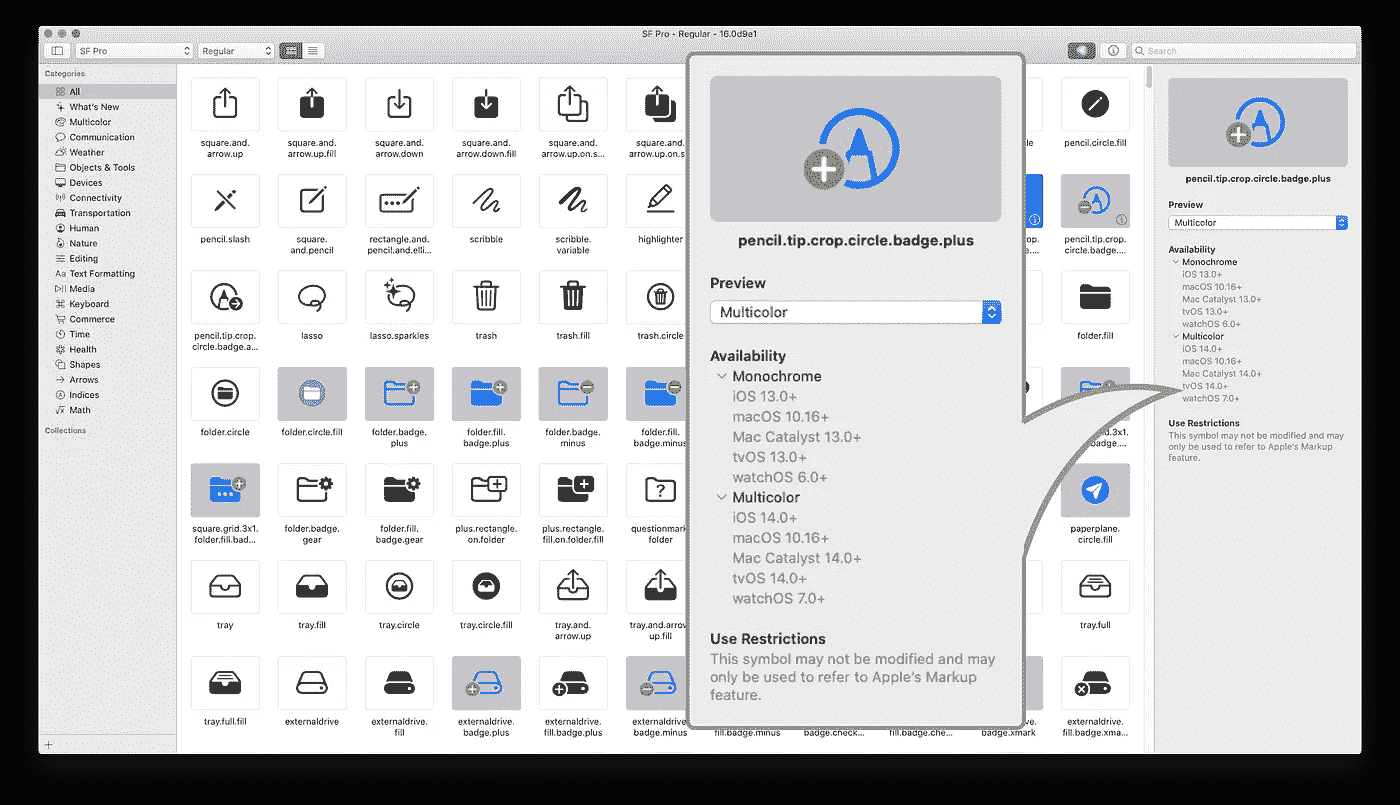 SF Pro - Regular - 16.0d9e1
SF Pro
Regular
Search
Categories
All
What's New
Multicolor
Communication
Weather
Objects & Tools
Devices
Connectivity
Transportation
Human
Nature
Editing
Aa Text Formatting
Media
Keyboard
Commerce
Time
Health
Shapes
Arrows
Indices
Math
Collections
square.and.
arrow.up
square.and.
arrow.up.fill
square.and.
arrow.down
square.and.
arrow.down.fill
square.and.
arrow.up.on.s...
square.and.
arrow.up.on.s
pencil.circle.fill
pencil.slash
square.
and.pencil
rectangle.and.
pencil.and.elli...
scribble
scribble.
variable
highlighter
pencil.tip.crop.
circle.badge...
pencil.tip.crop.
circle.badge.a...
lasso
lasso.sparkles
trash
trash.fill
trash.circle
folder.fill
folder.circle
folder.circle.fill
folder.badge.
plus
folder.fill.
badge.plus
folder.badge.
minus
folder.fill.
badge.minus
square.grid.3x1.
folder.fill.bad...
folder.badge.
gear
folder.fill.
badge.gear
plus.rectangle.
on.folder
plus.rectangle.
fill.on.folder.fill
questionmark
folder
paperplane.
circle.fill
tray
tray.fill
tray.circle
tray.circle.fill
tray.and.
arrow.up
tray.and.arrow
up.fill
tray.full
tray.full.fill
externaldrive
externaldrive.
fill
externaldrive.
badge.plus
externaldrive.
fill.badge.plus
externaldrive.
badge.minus
fill.badge.minus
badge.check...
fill.badge.che...
badge.xmark
externaldrive.
fill.badge.xma...
pencil.tip.crop.circle.badge.plus
Preview
Multicolor
Availability
Monochrome
iOS 13.0+
macOS 10.16+
Mac Catalyst 13.0+
tvOS 13.0+
watchOS 6.0+
Multicolor
iOS 14.0+
macOS 10.16+
Mac Catalyst 14.0+
tvOS 14.0+
watchOS 7.0+
Use Restrictions
This symbol may not be modified and may
only be used to refer to Apple's Markup
feature.
pencil.tip.crop.circle.badge.plus
Preview
Multicolor
Availability
Monochrome
iOS 13.0+
macOS 10.16+
Mac Catalyst 13.0+
tvOS 13.0+
watchOS 6.0+
Multicolor
iOS 14.0+
macOS 10.16+
Mac Catalyst 14.0+
tvOS 14.0+
watchOS 7.0+
Use Restrictions
This symbol may not be modified and may
only be used to refer to Apple's Markup
feature.